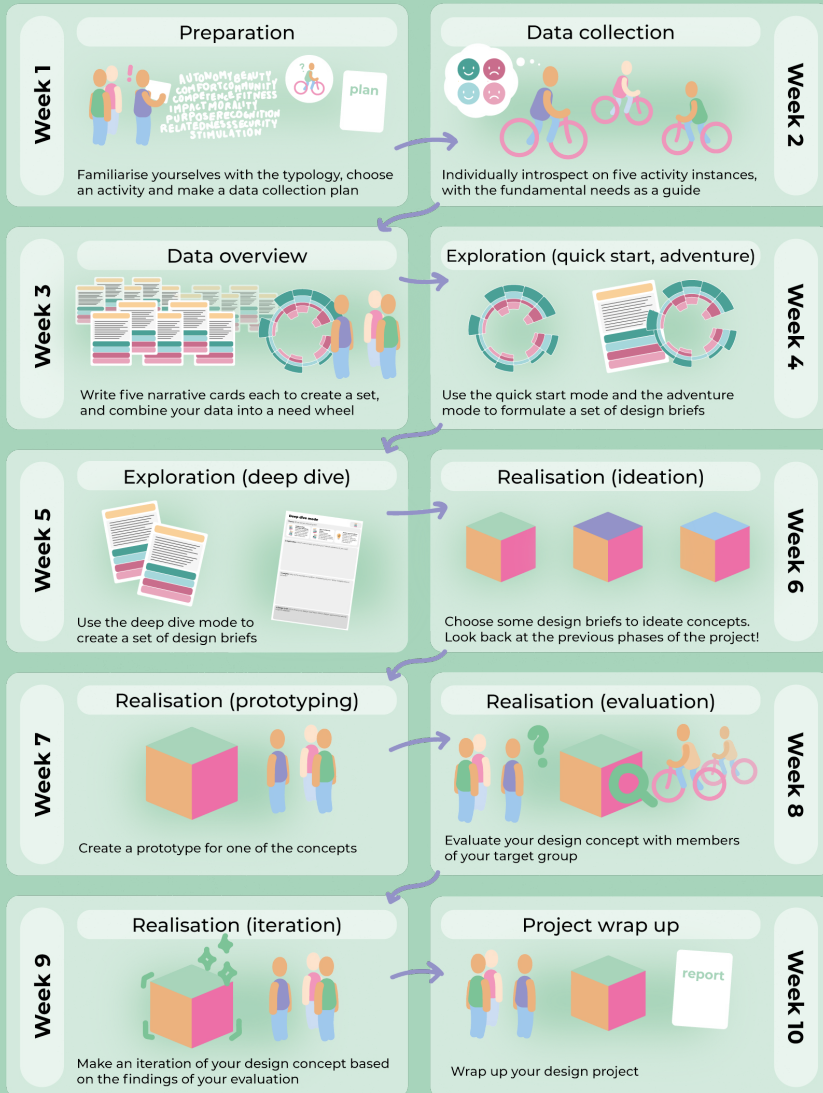 Week 1
Preparation
AUTONOMY BEAUTY
COMFORT COMMUNITY
COMPETENCE FITNESS
IMPACT MORALITY
PURPOSE RECOGNITION
RELATEDNESS SECURITY
STIMULATION
?
plan
Familiarise yourselves with the typology, choose
an activity and make a data collection plan
Data collection
Week 2
Individually introspect on five activity instances,
with the fundamental needs as a guide
Week 3
Data overview
Write five narrative cards each to create a set,
and combine your data into a need wheel
Exploration (quick start, adventure)
Week 4
Use the quick start mode and the adventure
mode to formulate a set of design briefs
Week 5
Exploration (deep dive)
Deep dive mode
Use the deep dive mode to
create a set of design briefs
Realisation (ideation)
Week 6
Choose some design briefs to ideate concepts.
Look back at the previous phases of the project!
Week 7
Realisation (prototyping)
Create a prototype for one of the concepts
Realisation (evaluation)
Week 8
?
Evaluate your design concept with members
of your target group
Week 9
Realisation (iteration)
Make an iteration of your design concept based
on the findings of your evaluation
Project wrap up
Week 10
report
Wrap up your design project